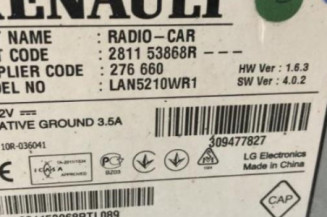 RENAULT
T NAME : RADIO-CAR
T CODE : 2811 53868R
PLIER CODE : 276 660
DEL NO : LAN5210WR1
HW Ver : 1.6.3
SW Ver : 4.0.2
2V
ATIVE GROUND 3.5A
10R-036041
309477827
ICASA
LG Electronics
Made in China
CE
CAP